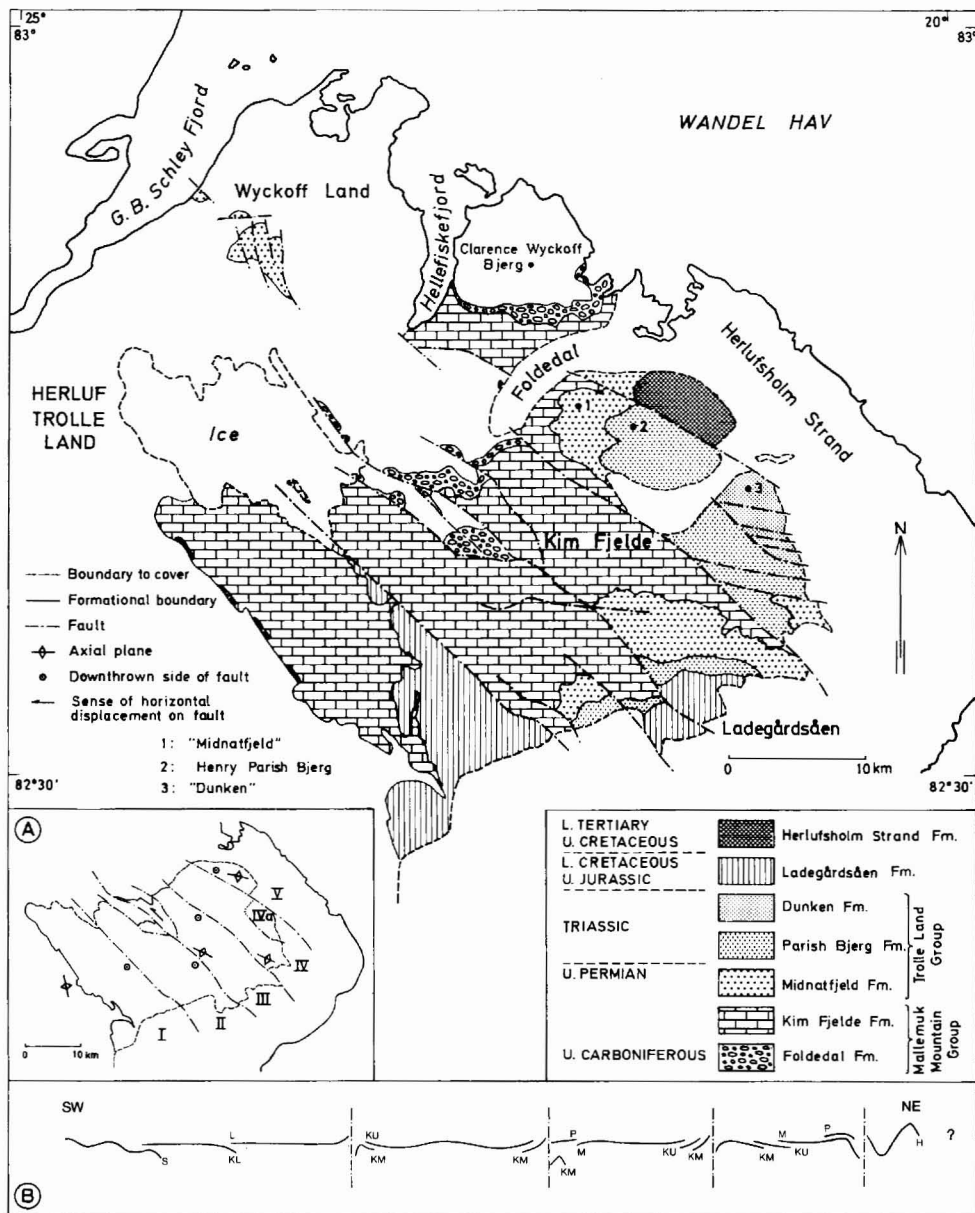 25°
83°
20°
83°
WANDEL HAV
G. B. Schley Fjord
Wyckoff Land
Hellefiskefjord
Clarence Wyckoff
Bjerg
Foldedal
Herlufsholm Strand
HERLUF
TROLLE
LAND
Ice
1
2
3
Kim Fjelde
N
Boundary to cover
Formational boundary
Fault
Axial plane
Downthrown side of fault
Sense of horizontal
displacement on fault
1: "Midnatfjeld"
2: Henry Parish Bjerg
3: "Dunken"
Ladegårdsåen
0 10 km
82°30'
82°30'
A
V
IVa
IV
III
II
I
0 10 km
L. TERTIARY
U. CRETACEOUS
Herlufsholm Strand Fm.
L. CRETACEOUS
U. JURASSIC
Ladegårdsåen Fm.
Dunken Fm.
TRIASSIC
Parish Bjerg Fm.
U. PERMIAN
Midnatfjeld Fm.
Trolle Land
Group
Kim Fjelde Fm.
U. CARBONIFEROUS
Foldedal Fm.
Mallemuk
Mountain
Group
SW
NE
L
S
KL
KU
KM
KM
P
M
KM
KU
KM
M
KM
KU
P
H
?
B